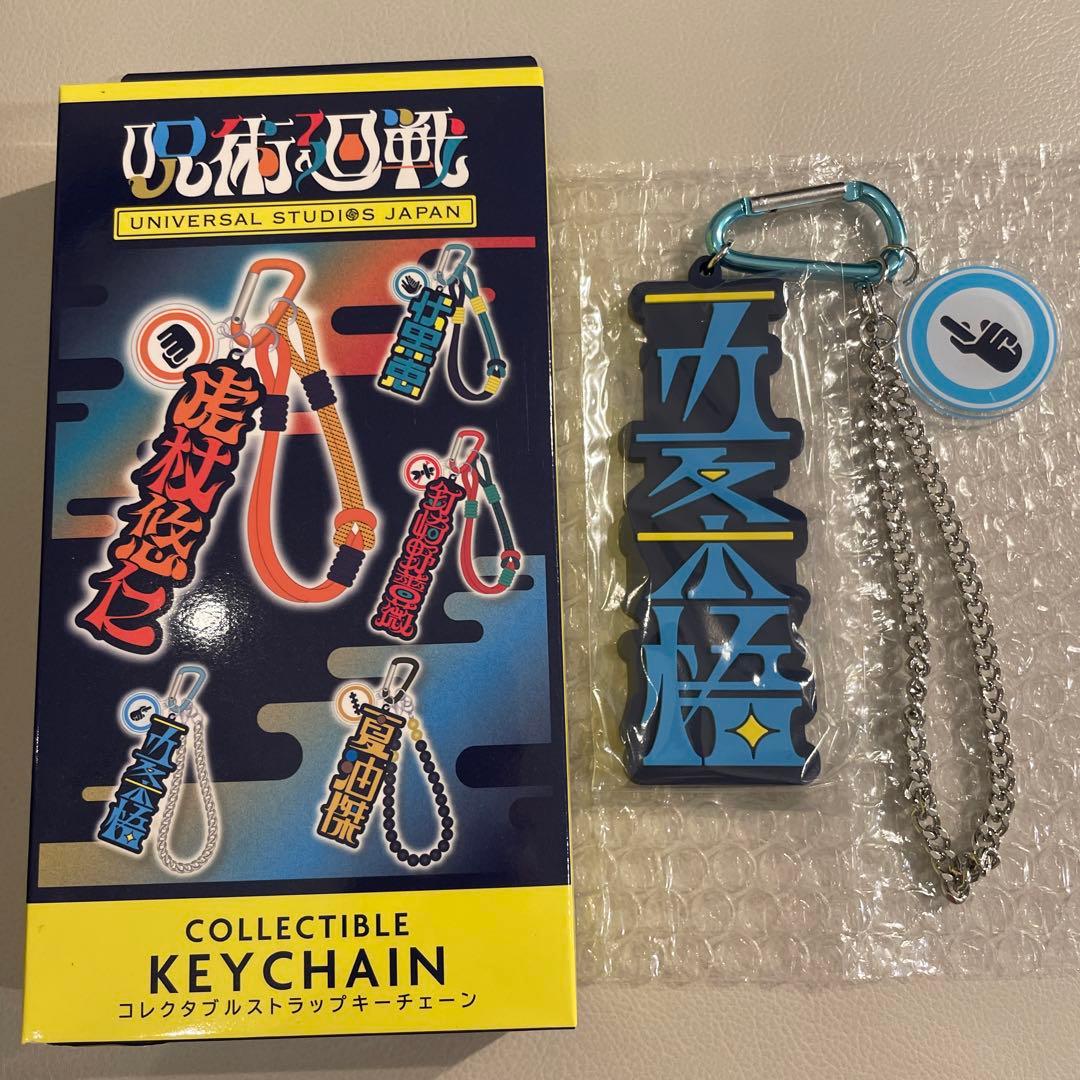 呪術廻戦
UNIVERSAL STUDIOS JAPAN
伏黒恵
虎杖悠仁
釘崎野薔薇
五条悟
夏油傑
COLLECTIBLE
KEYCHAIN
コレクタブルストラップキーチェーン
五条悟